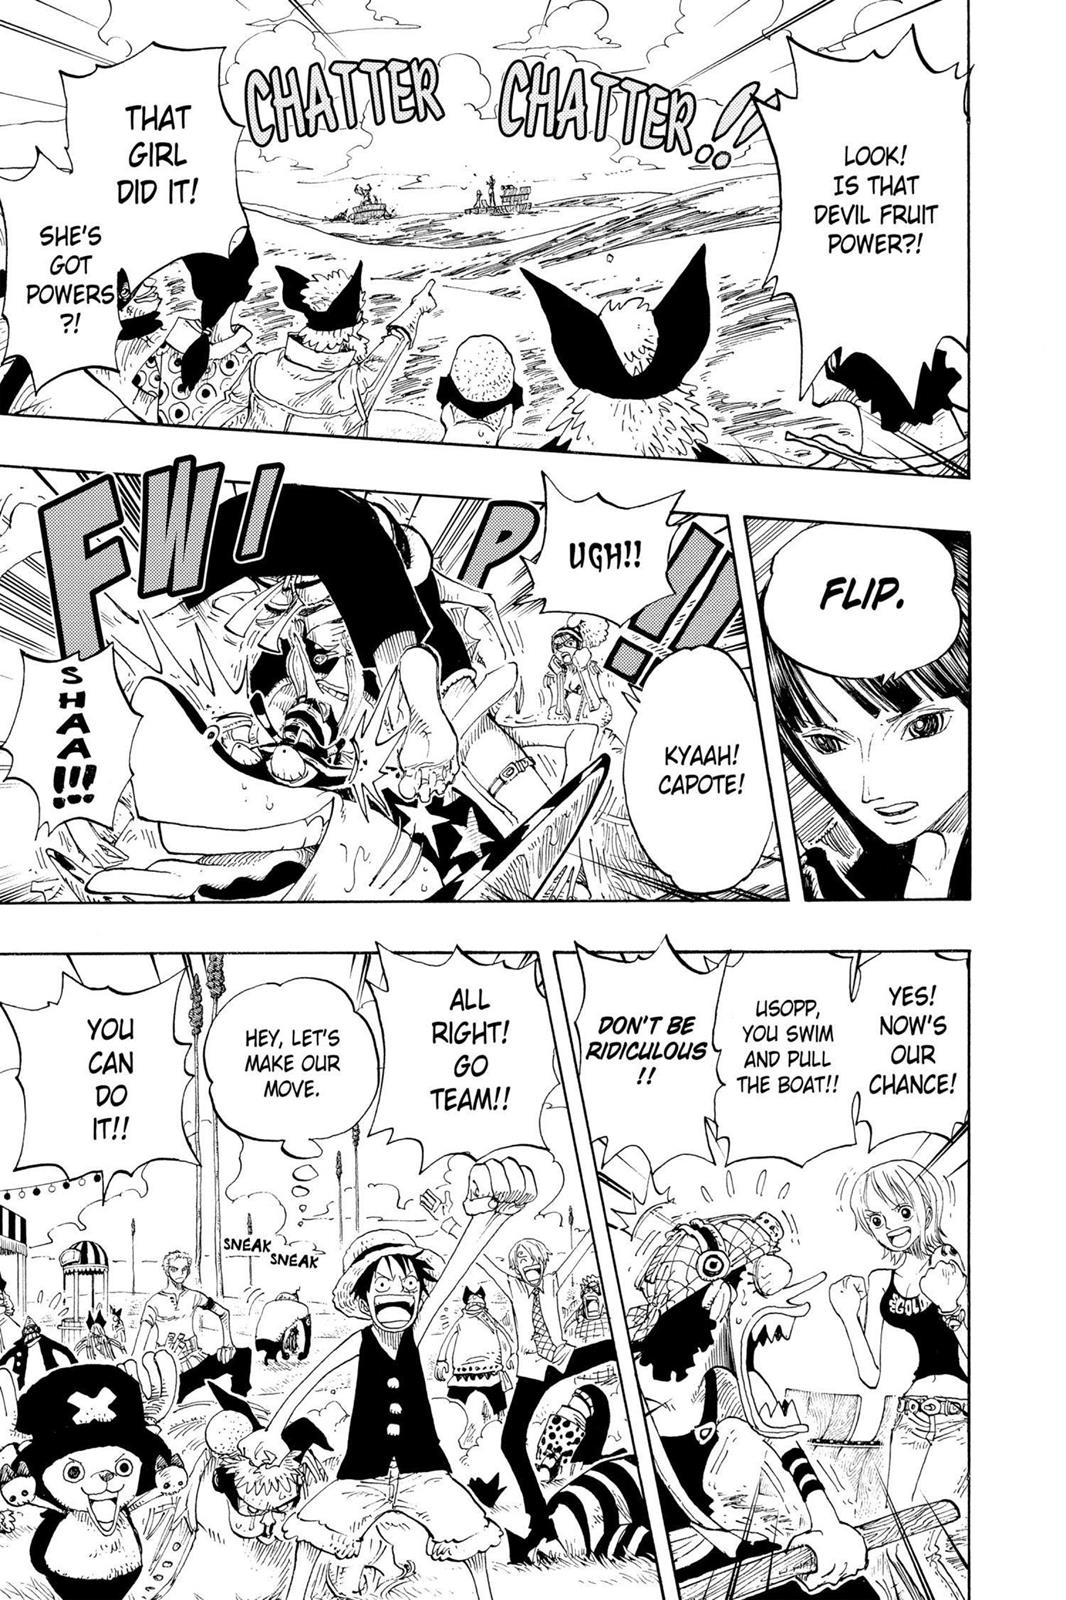 LOOK!
IS THAT
DEVIL FRUIT
POWER?!
CHATTER CHATTER!!
THAT
GIRL
DID IT!
SHE'S
GOT
POWERS
?!
FLIP.
UGH!!
KYAAH!
CAPOTE!
FWIP!!
SHAA!!!
YES!
NOW'S
OUR
CHANCE!
USOPP,
YOU SWIM
AND PULL
THE BOAT!!
DON'T BE
RIDICULOUS
!!
ALL
RIGHT!
GO
TEAM!!
HEY, LET'S
MAKE OUR
MOVE.
SNEAK
SNEAK
YOU
CAN
DO
IT!!